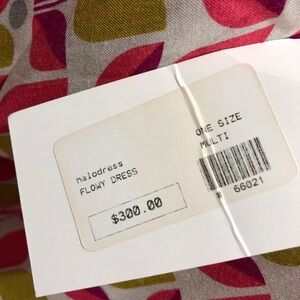 halodress
FLOWY DRESS
$300.00
ONE SIZE
MULTI
66021